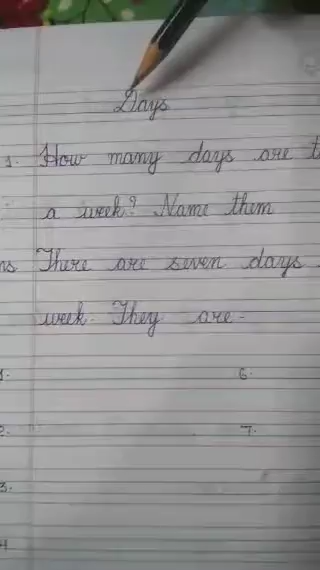 Days
1. How many days are
a week? Name them
ns There are seven days
week. They are-
1. 6.
2. 7.
3.
4